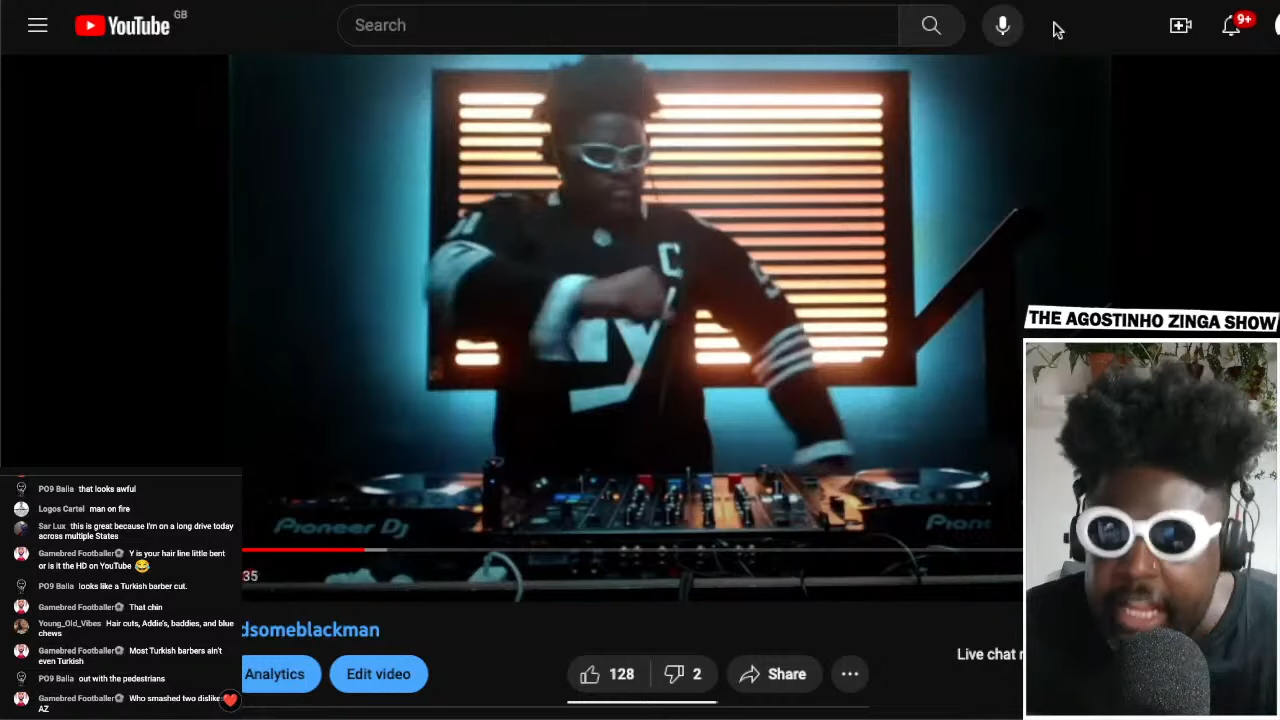 YouTube
GB
Search
9+
Pioneer DJ
C
THE AGOSTINHO ZINGA SHOW
PO9 Balla that looks awful
Logos Cartel man on fire
Sar Lux this is great because I'm on a long drive today
across multiple States
Gamebred Footballer Y is your hair line little bent
or is it the HD on YouTube 😂
PO9 Balla looks like a Turkish barber cut.
Gamebred Footballer That chin
Young_Old_Vibes Hair cuts, Addie's, baddies, and blue
chews
Gamebred Footballer Most Turkish barbers ain't
even Turkish
PO9 Balla out with the pedestrians
Gamebred Footballer Who smashed two dislike
AZ
35
dsomeblackman
Analytics
Edit video
128
2
Share
Live chat